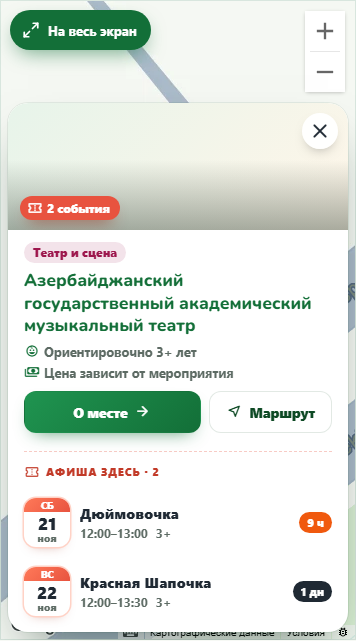 На весь экран
2 события
Театр и сцена
Азербайджанский
государственный академический
музыкальный театр
Ориентировочно 3+ лет
Цена зависит от мероприятия
О месте →
Маршрут
АФИША ЗДЕСЬ · 2
СБ
21
ноя
Дюймовочка
12:00–13:00 3+
9 ч
ВС
22
ноя
Красная Шапочка
12:00–13:30 3+
1 дн
Картографические данные
Условия